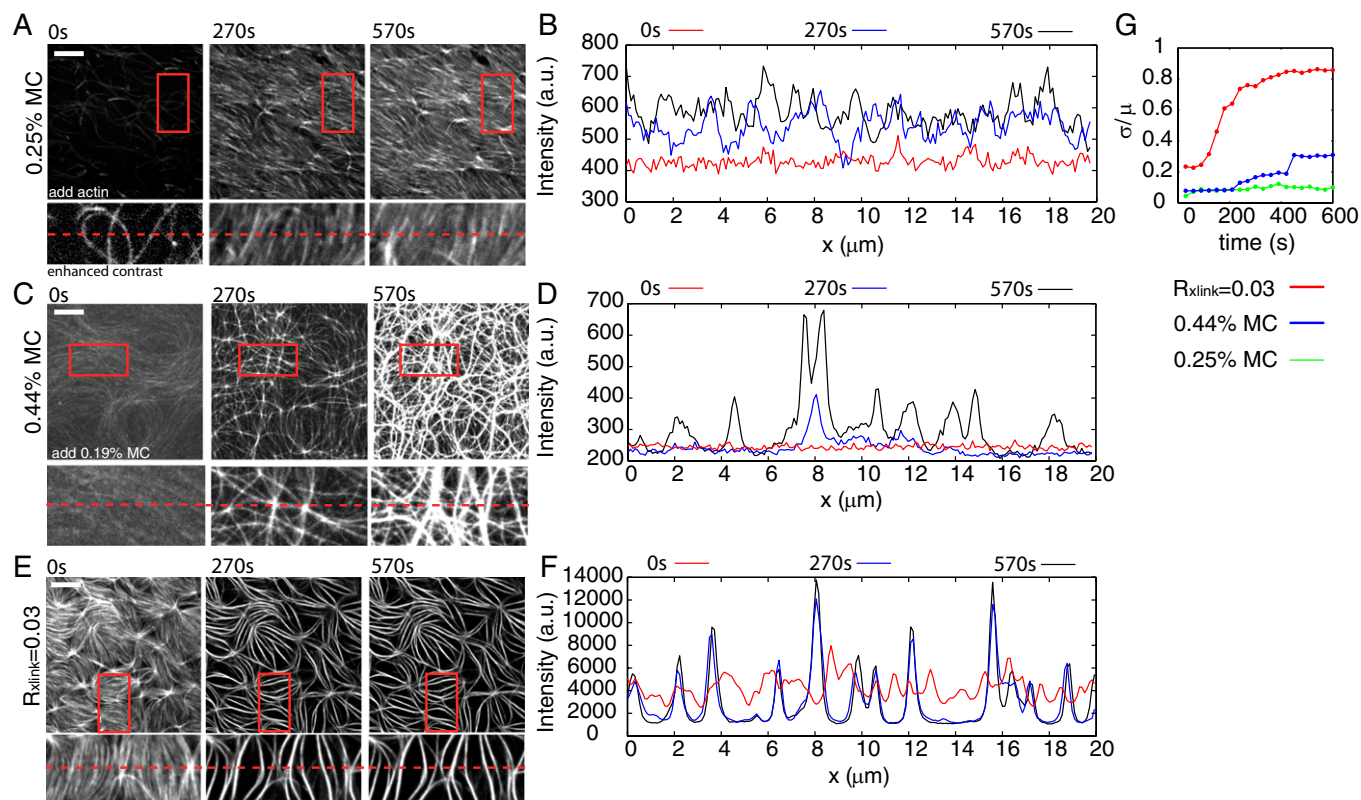 A
0s
270s
570s
0.25% MC
add actin
enhanced contrast
B
0s
270s
570s
Intensity (a.u.)
800
700
600
500
400
300
0
2
4
6
8
10
12
14
16
18
20
x (μm)
C
0s
270s
570s
0.44% MC
add 0.19% MC
D
0s
270s
570s
Intensity (a.u.)
700
600
500
400
300
200
0
2
4
6
8
10
12
14
16
18
20
x (μm)
E
0s
270s
570s
Rxlink=0.03
F
0s
270s
570s
Intensity (a.u.)
14000
12000
10000
8000
6000
4000
2000
0
0
2
4
6
8
10
12
14
16
18
20
x (μm)
G
σ/μ
1
0.8
0.6
0.4
0.2
0
0
200
400
600
time (s)
Rxlink=0.03
0.44% MC
0.25% MC